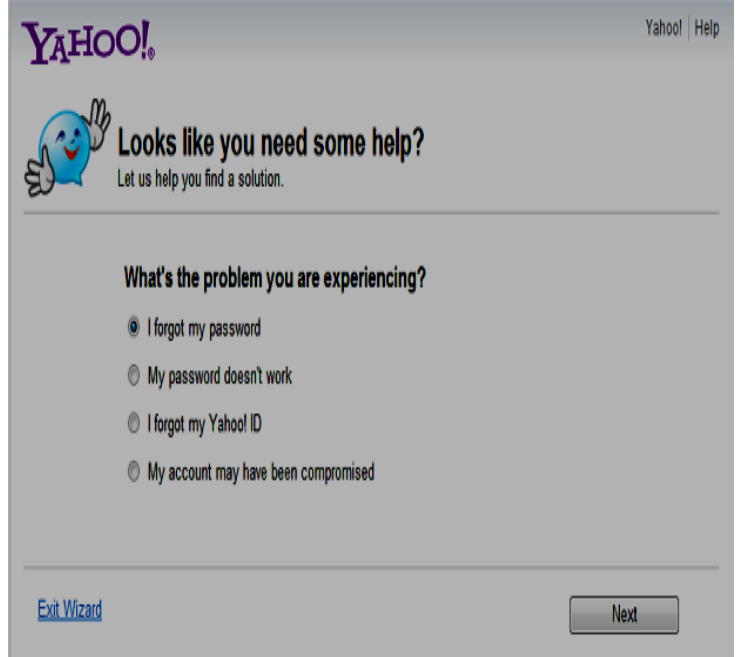 YAHOO!®
Yahoo! | Help
Looks like you need some help?
Let us help you find a solution.
What's the problem you are experiencing?
I forgot my password
My password doesn't work
I forgot my Yahoo! ID
My account may have been compromised
Exit Wizard
Next